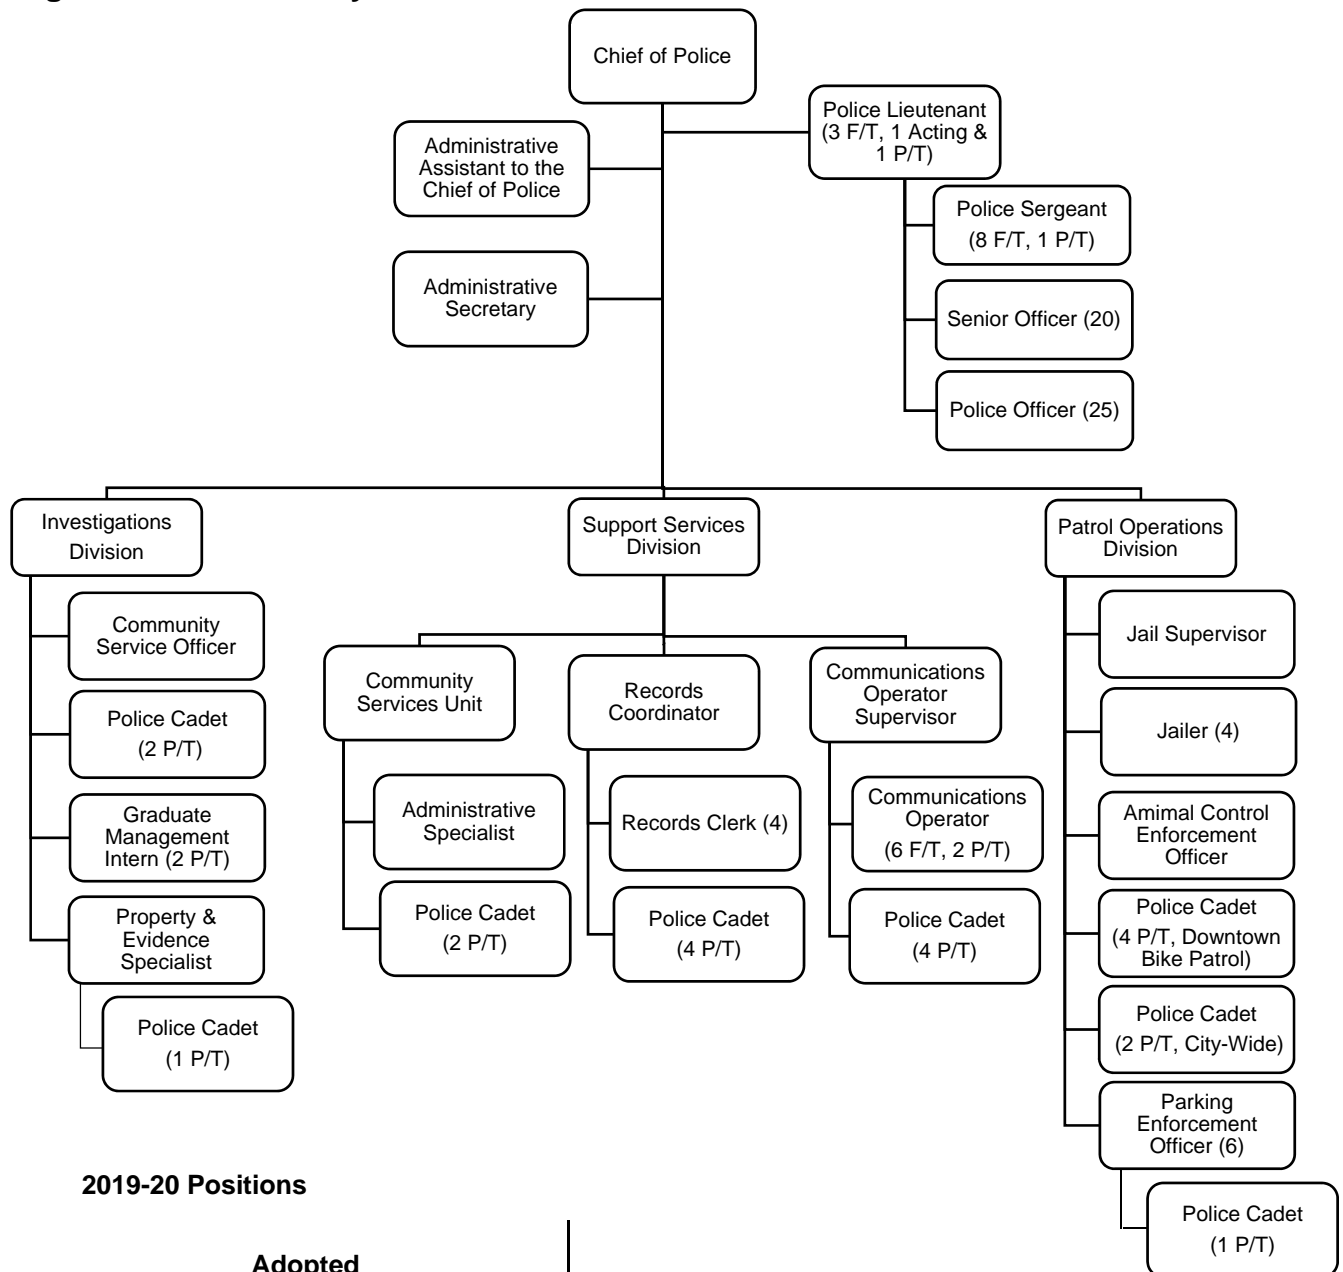 Chief of Police
Police Lieutenant
(3 F/T, 1 Acting &
1 P/T)
Administrative
Assistant to the
Chief of Police
Police Sergeant
(8 F/T, 1 P/T)
Administrative
Secretary
Senior Officer (20)
Police Officer (25)
Investigations
Division
Community
Service Officer
Police Cadet
(2 P/T)
Graduate
Management
Intern (2 P/T)
Property &
Evidence
Specialist
Police Cadet
(1 P/T)
Support Services
Division
Community
Services Unit
Administrative
Specialist
Police Cadet
(2 P/T)
Records
Coordinator
Records Clerk (4)
Police Cadet
(4 P/T)
Communications
Operator
Supervisor
Communications
Operator
(6 F/T, 2 P/T)
Police Cadet
(4 P/T)
Patrol Operations
Division
Jail Supervisor
Jailer (4)
Amimal Control
Enforcement
Officer
Police Cadet
(4 P/T, Downtown
Bike Patrol)
Police Cadet
(2 P/T, City-Wide)
Parking
Enforcement
Officer (6)
Police Cadet
(1 P/T)
2019-20 Positions
Adopted